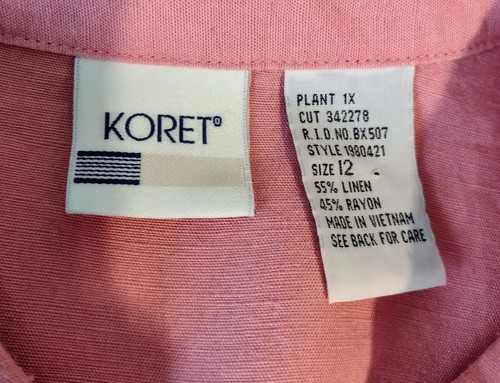 KORET®
PLANT 1X
CUT 342278
R.I.D.NO.BX507
STYLE 1980421
SIZE 12
55% LINEN
45% RAYON
MADE IN VIETNAM
SEE BACK FOR CARE